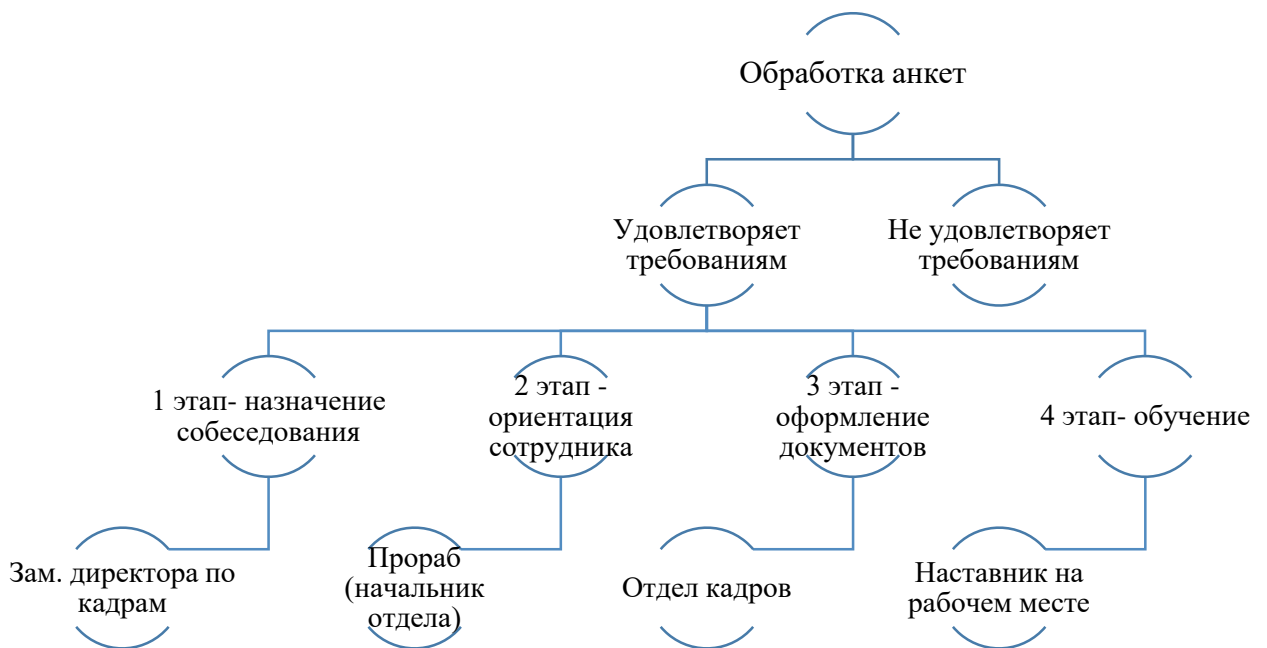 Обработка анкет
Удовлетворяет
требованиям
Не удовлетворяет
требованиям
1 этап- назначение
собеседования
2 этап -
ориентация
сотрудника
3 этап -
оформление
документов
4 этап- обучение
Зам. директора по
кадрам
Прораб
(начальник
отдела)
Отдел кадров
Наставник на
рабочем месте